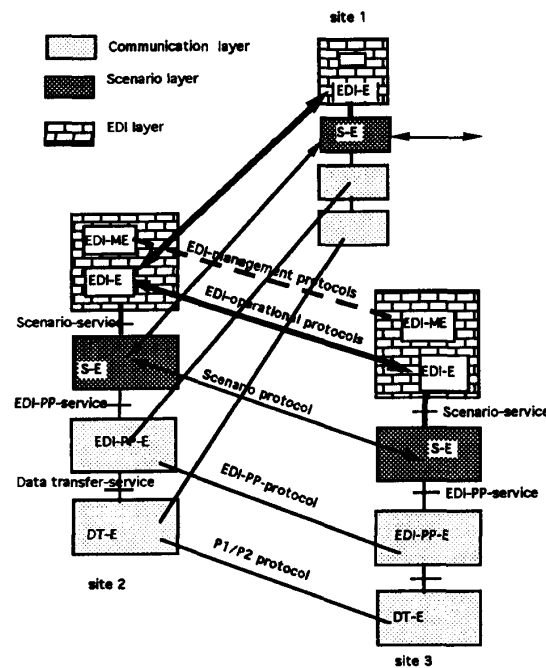 site 1
Communication layer
Scenario layer
EDI layer
EDI-E
S-E
EDI-ME
EDI-E
EDI-management protocols
EDI-operational protocols
Scenario-service
S-E
Scenario protocol
EDI-PP-service
EDI-PP-E
Data transfer-service
EDI-PP-protocol
DT-E
P1/P2 protocol
site 2
EDI-ME
EDI-E
Scenario-service
S-E
EDI-PP-service
EDI-PP-E
DT-E
site 3